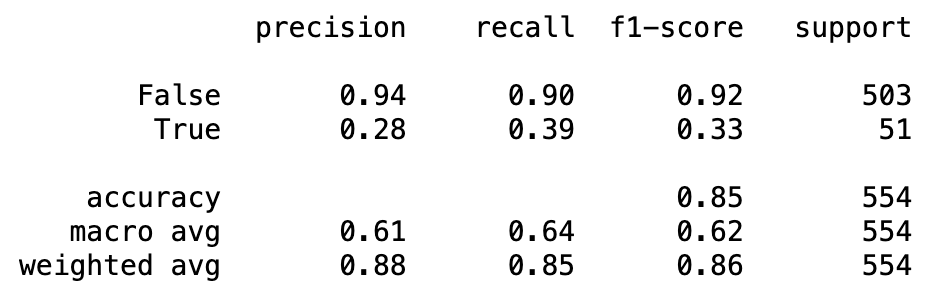 precision recall f1-score support
False 0.94 0.90 0.92 503
True 0.28 0.39 0.33 51
accuracy 0.85 554
macro avg 0.61 0.64 0.62 554
weighted avg 0.88 0.85 0.86 554